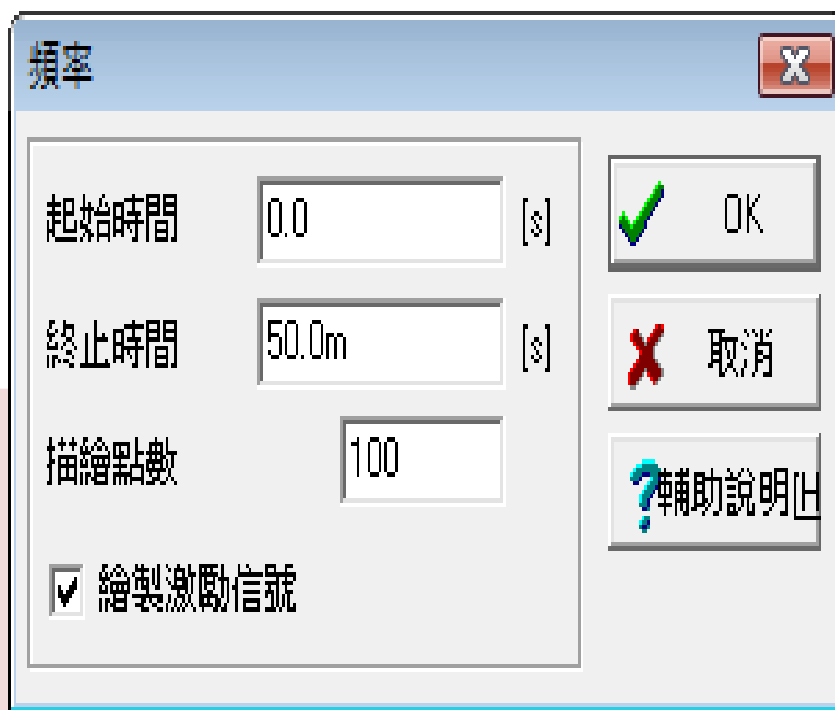 頻率
起始時間 0.0 [s]
終止時間 50.0m [s]
描繪點數 100
繪製激勵信號
OK
取消
輔助說明[H